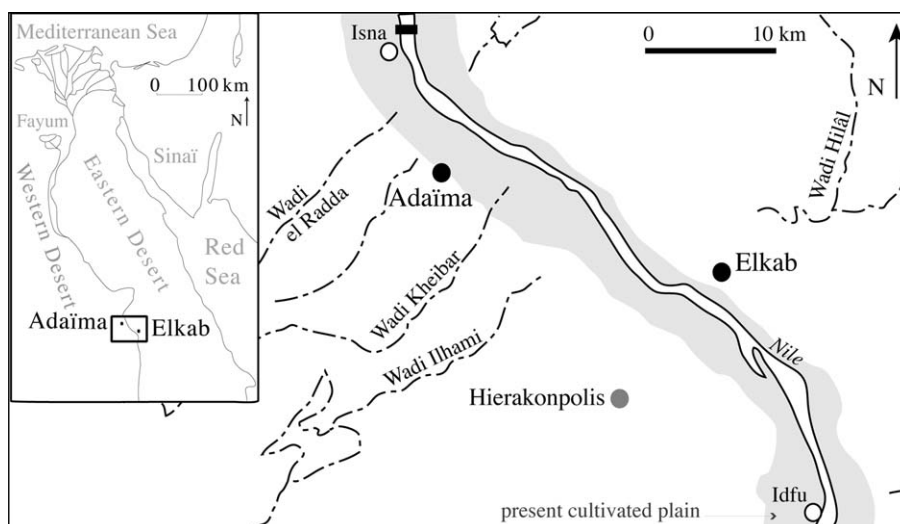 Mediterranean Sea
0 100 km
N
Fayum
Sinaï
Western Desert
Eastern Desert
Red
Sea
Adaïma
Elkab
Isna
0 10 km
N
Wadi Hilâl
Wadi
el Radda
Adaïma
Wadi Kheibar
Elkab
Wadi Ilhami
Nile
Hierakonpolis
Idfu
present cultivated plain